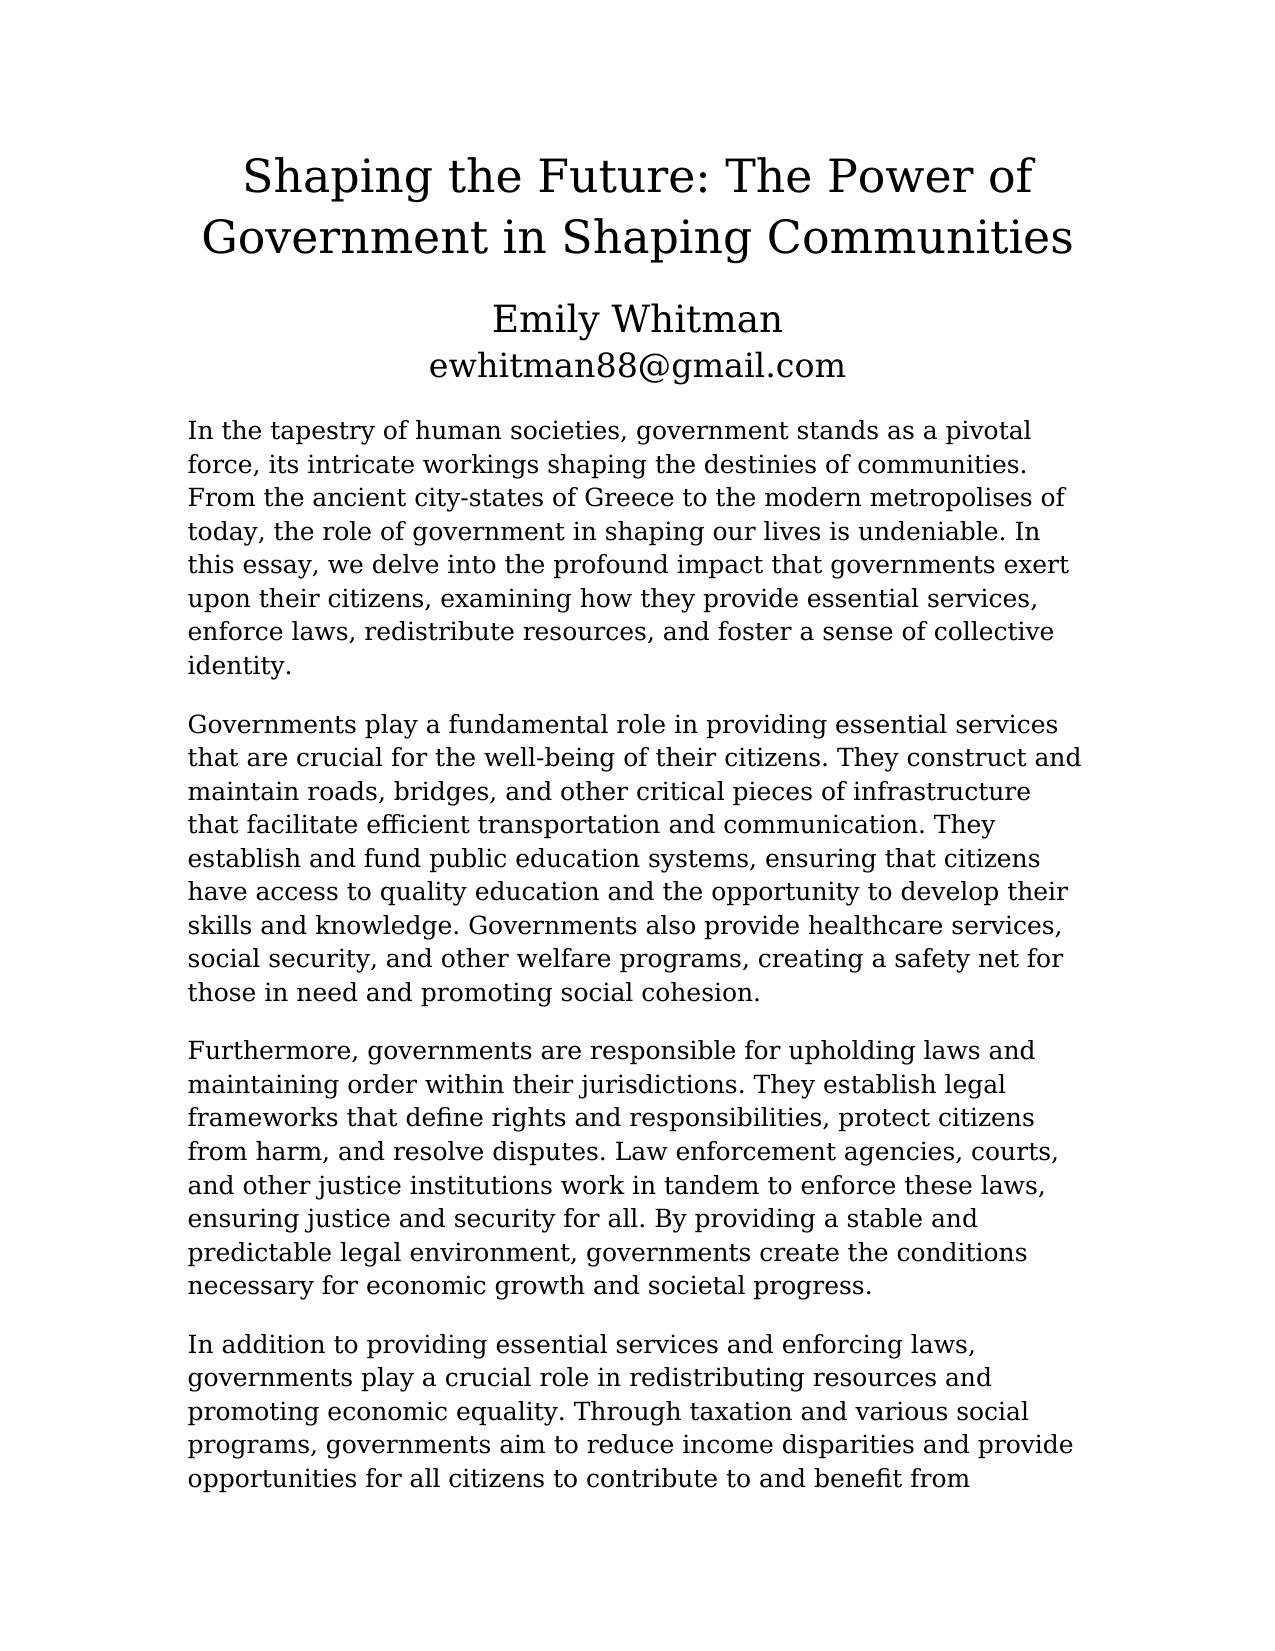 Shaping the Future: The Power of
Government in Shaping Communities
Emily Whitman
ewhitman88@gmail.com
In the tapestry of human societies, government stands as a pivotal
force, its intricate workings shaping the destinies of communities.
From the ancient city-states of Greece to the modern metropolises of
today, the role of government in shaping our lives is undeniable. In
this essay, we delve into the profound impact that governments exert
upon their citizens, examining how they provide essential services,
enforce laws, redistribute resources, and foster a sense of collective
identity.
Governments play a fundamental role in providing essential services
that are crucial for the well-being of their citizens. They construct and
maintain roads, bridges, and other critical pieces of infrastructure
that facilitate efficient transportation and communication. They
establish and fund public education systems, ensuring that citizens
have access to quality education and the opportunity to develop their
skills and knowledge. Governments also provide healthcare services,
social security, and other welfare programs, creating a safety net for
those in need and promoting social cohesion.
Furthermore, governments are responsible for upholding laws and
maintaining order within their jurisdictions. They establish legal
frameworks that define rights and responsibilities, protect citizens
from harm, and resolve disputes. Law enforcement agencies, courts,
and other justice institutions work in tandem to enforce these laws,
ensuring justice and security for all. By providing a stable and
predictable legal environment, governments create the conditions
necessary for economic growth and societal progress.
In addition to providing essential services and enforcing laws,
governments play a crucial role in redistributing resources and
promoting economic equality. Through taxation and various social
programs, governments aim to reduce income disparities and provide
opportunities for all citizens to contribute to and benefit from